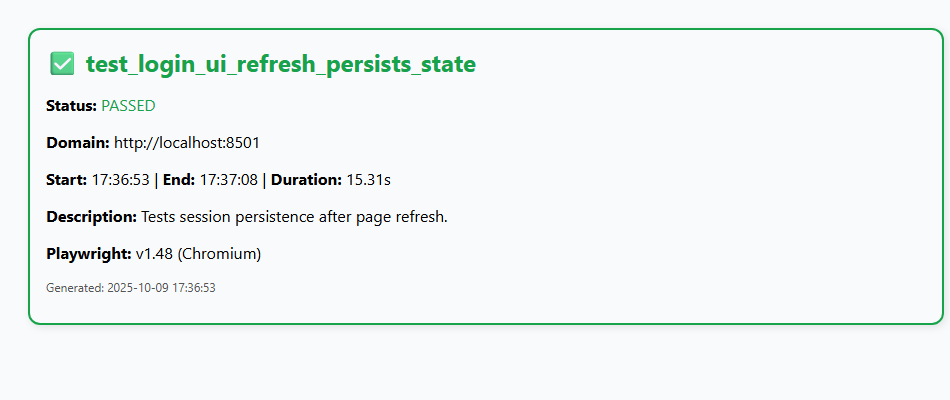 ✅ test_login_ui_refresh_persists_state
Status: PASSED
Domain: http://localhost:8501
Start: 17:36:53 | End: 17:37:08 | Duration: 15.31s
Description: Tests session persistence after page refresh.
Playwright: v1.48 (Chromium)
Generated: 2025-10-09 17:36:53